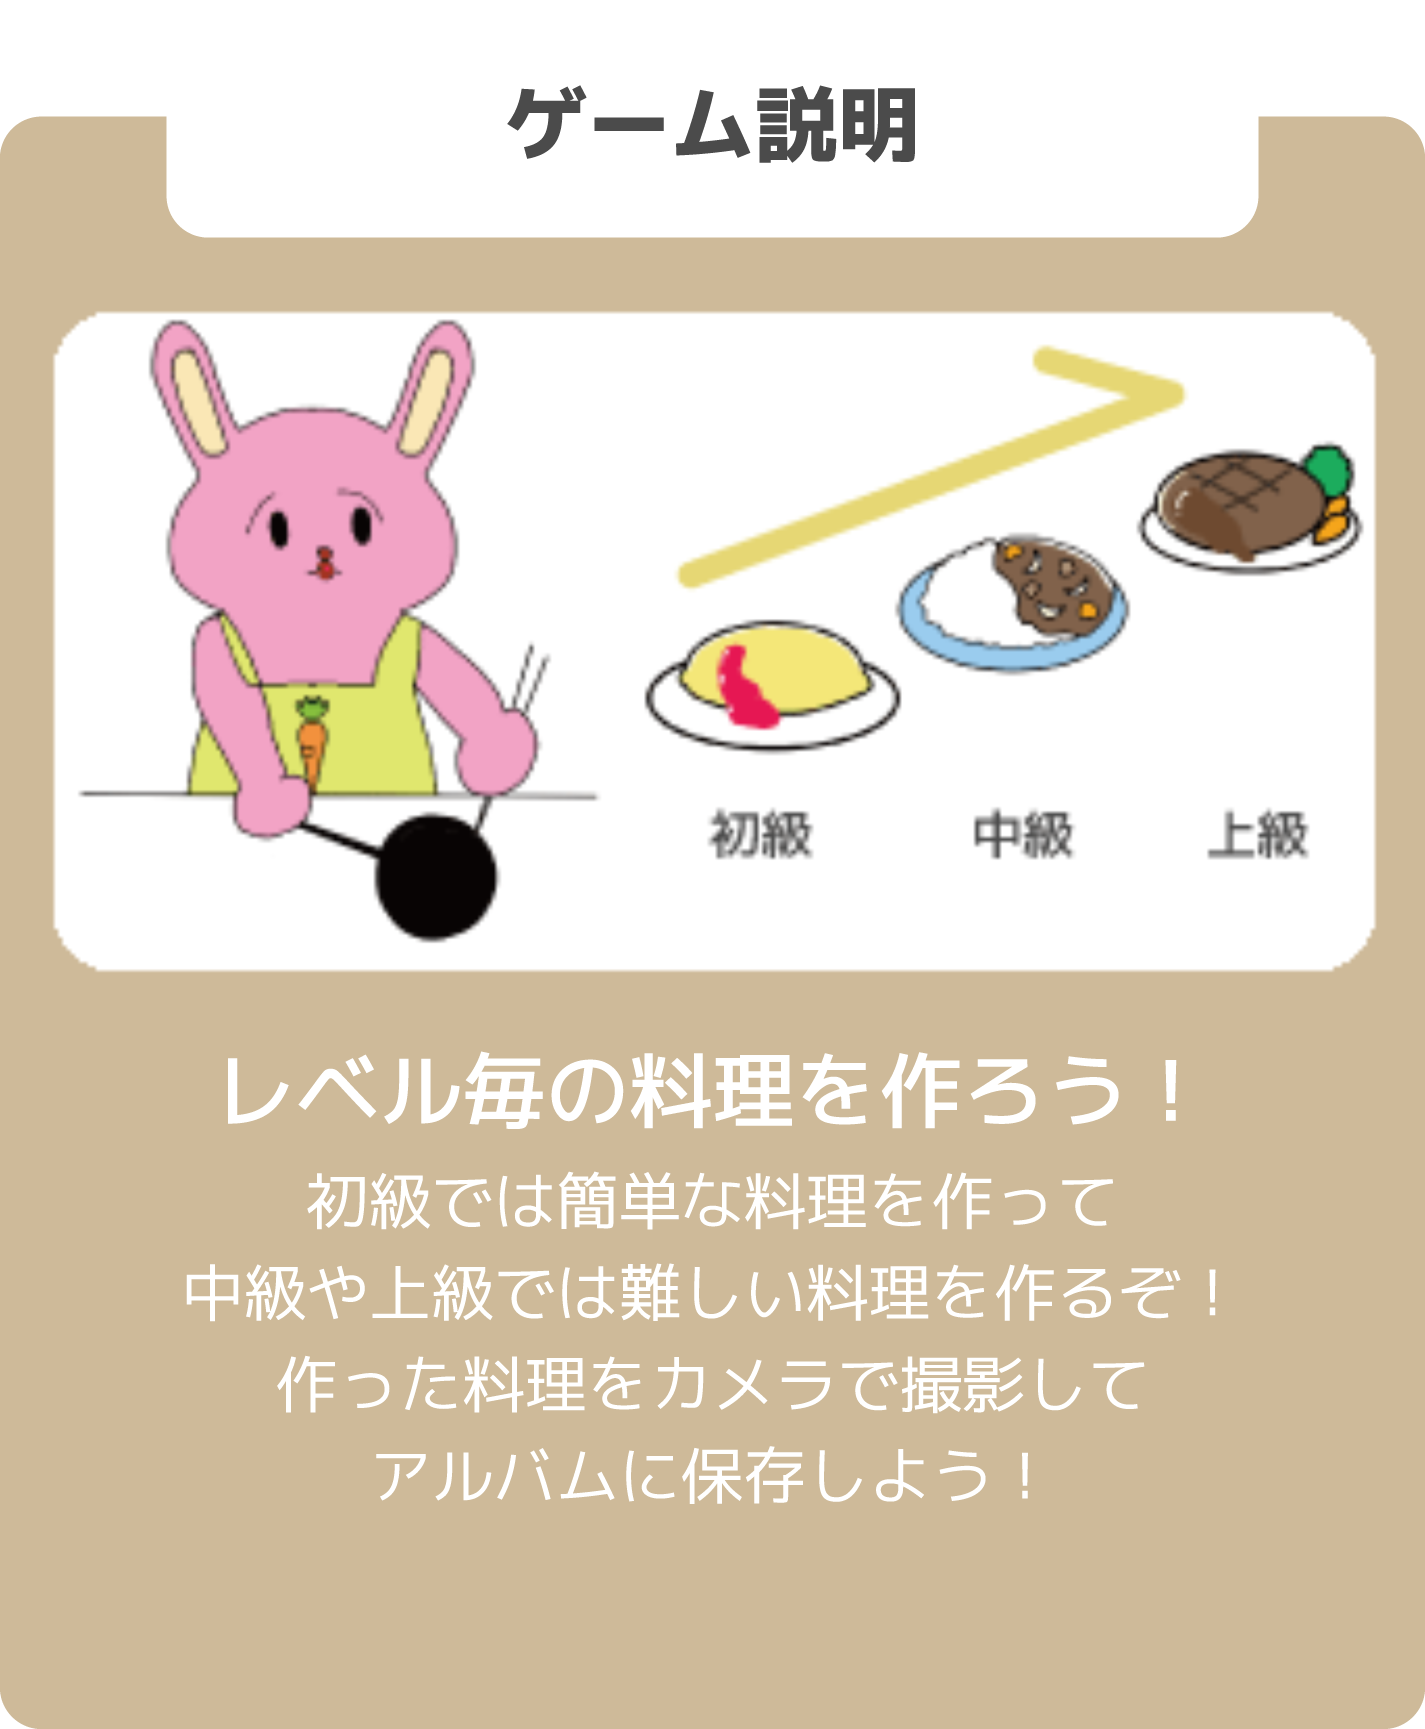 ゲーム説明
初級 中級 上級
レベル毎の料理を作ろう！
初級では簡単な料理を作って
中級や上級では難しい料理を作るぞ！
作った料理をカメラで撮影して
アルバムに保存しよう！